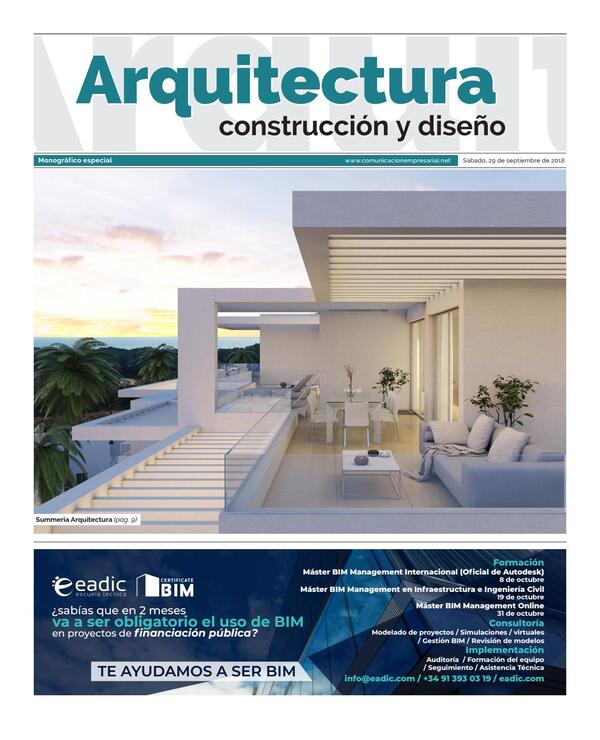 Arquitectura
construcción y diseño
Monográfico especial
www.comunicacionempresarial.net
Sábado, 29 de septiembre de 2018
Summeria Arquitectura (pág. 9)
eadic
escuela técnica
CERTIFICATE
BIM
¿sabías que en 2 meses
va a ser obligatorio el uso de BIM
en proyectos de financiación pública?
TE AYUDAMOS A SER BIM
Formación
Máster BIM Management Internacional (Oficial de Autodesk)
8 de octubre
Máster BIM Management en Infraestructura e Ingeniería Civil
19 de octubre
Máster BIM Management Online
31 de octubre
Consultoría
Modelado de proyectos / Simulaciones / virtuales
/ Gestión BIM / Revisión de modelos
Implementación
Auditoría / Formación del equipo
/ Seguimiento / Asistencia Técnica
info@eadic.com / +34 91 393 03 19 / eadic.com